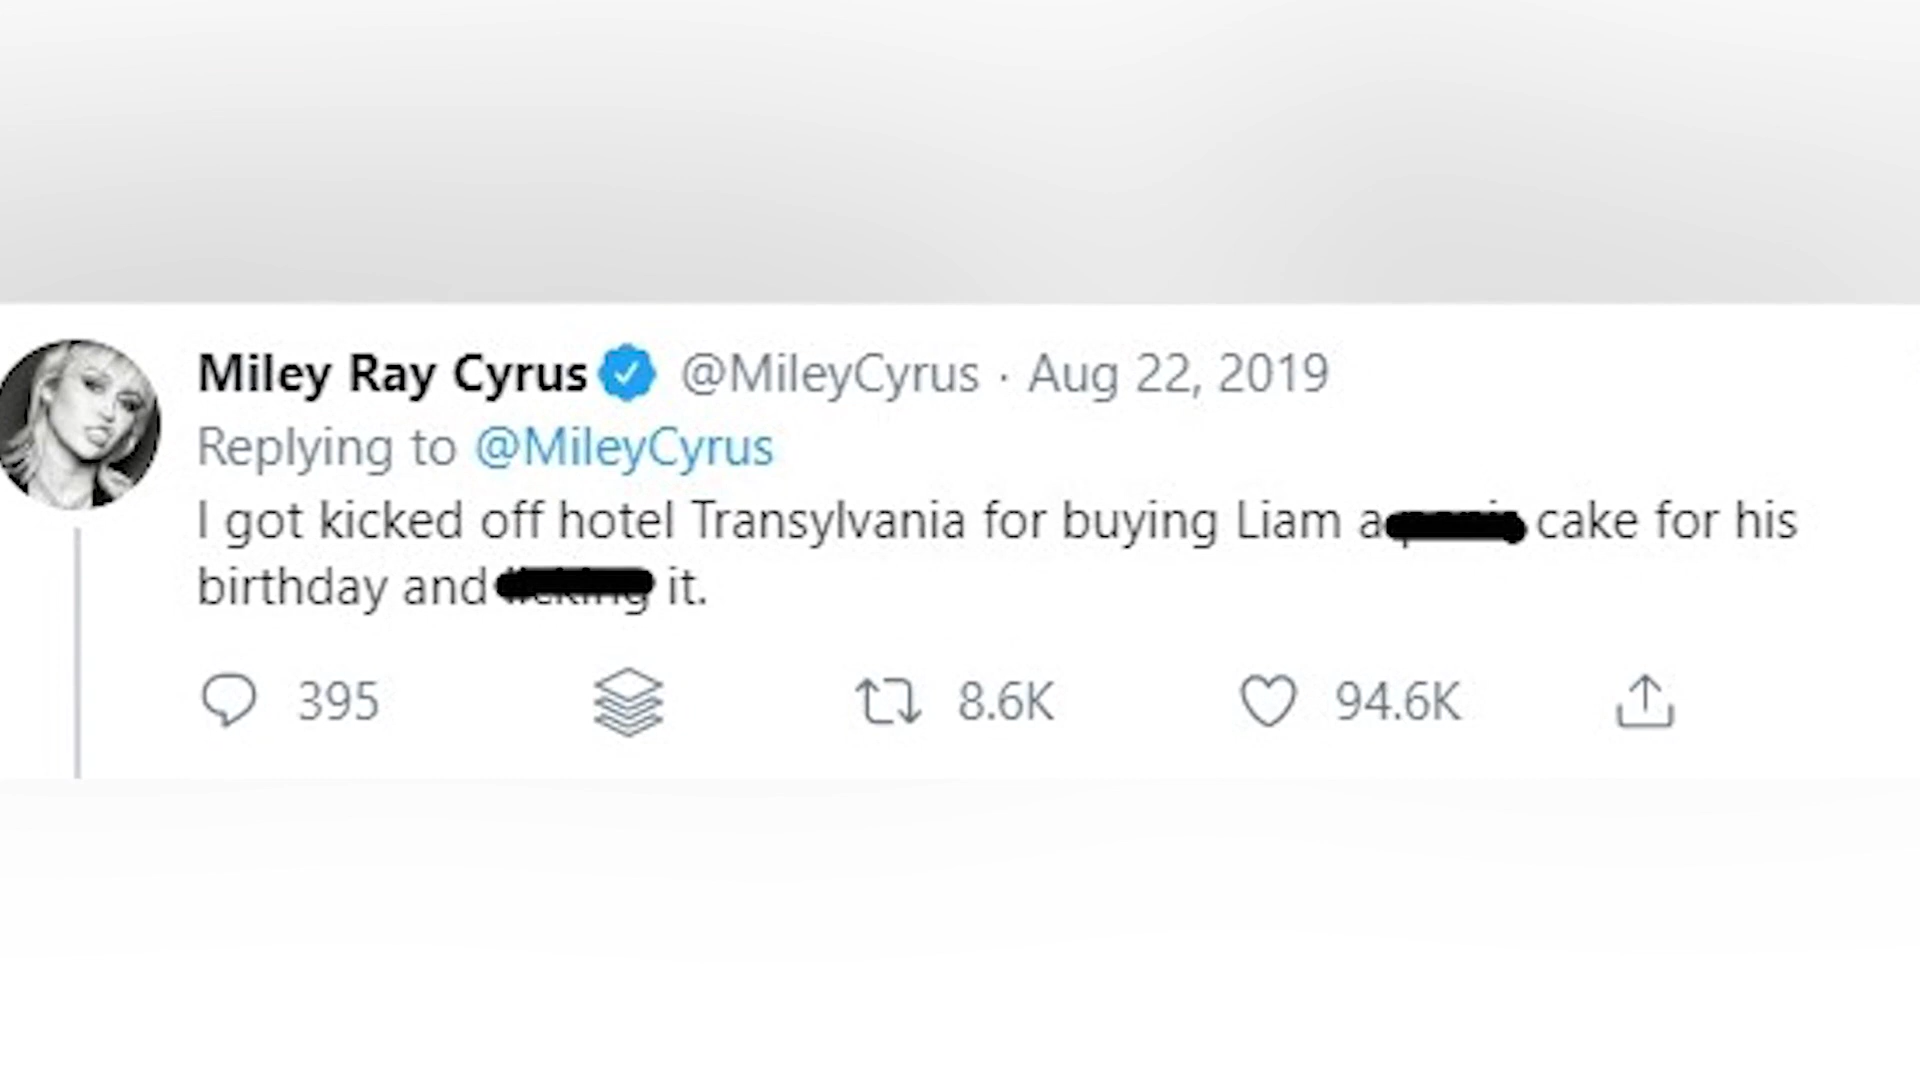 Miley Ray Cyrus @MileyCyrus · Aug 22, 2019
Replying to @MileyCyrus
I got kicked off hotel Transylvania for buying Liam a cake for his
birthday and it.
395 8.6K 94.6K